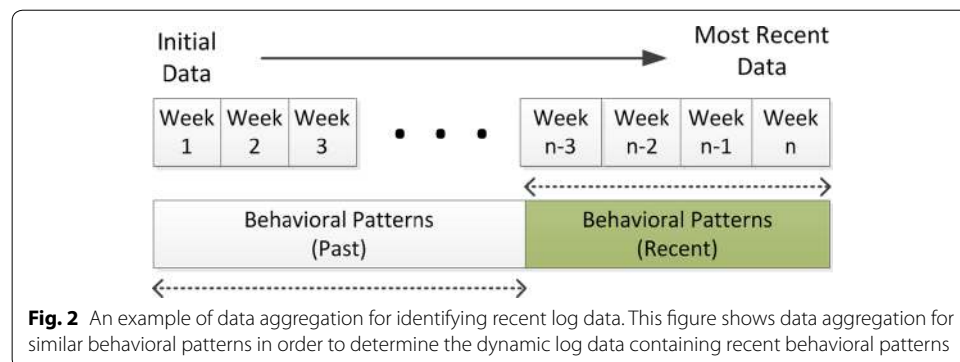 Initial Data
Most Recent Data
Week 1
Week 2
Week 3
• • •
Week n-3
Week n-2
Week n-1
Week n
Behavioral Patterns (Past)
Behavioral Patterns (Recent)
Fig. 2 An example of data aggregation for identifying recent log data. This figure shows data aggregation for
similar behavioral patterns in order to determine the dynamic log data containing recent behavioral patterns